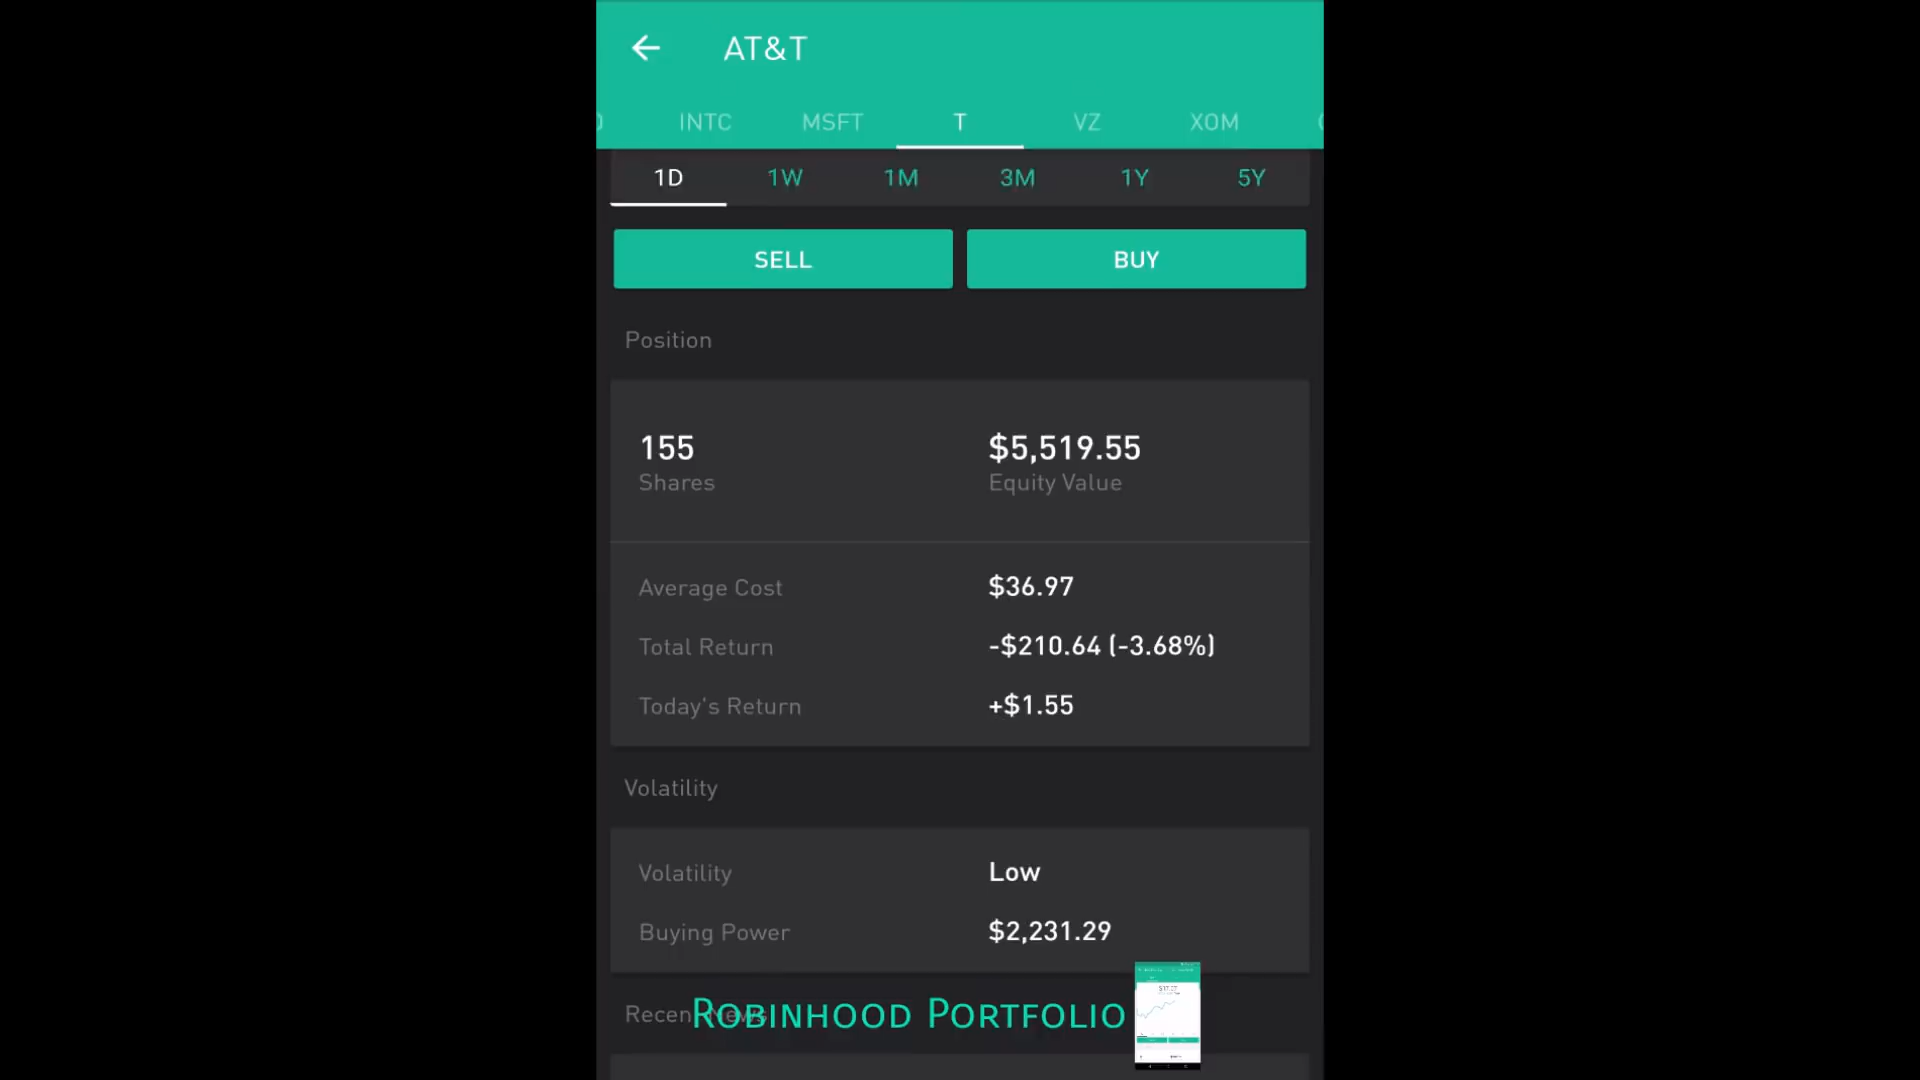 AT&T
INTC MSFT T VZ XOM
1D 1W 1M 3M 1Y 5Y
SELL BUY
Position
155 $5,519.55
Shares Equity Value
Average Cost $36.97
Total Return -$210.64 (-3.68%)
Today's Return +$1.55
Volatility
Volatility Low
Buying Power $2,231.29
Recent News
Robinhood Portfolio